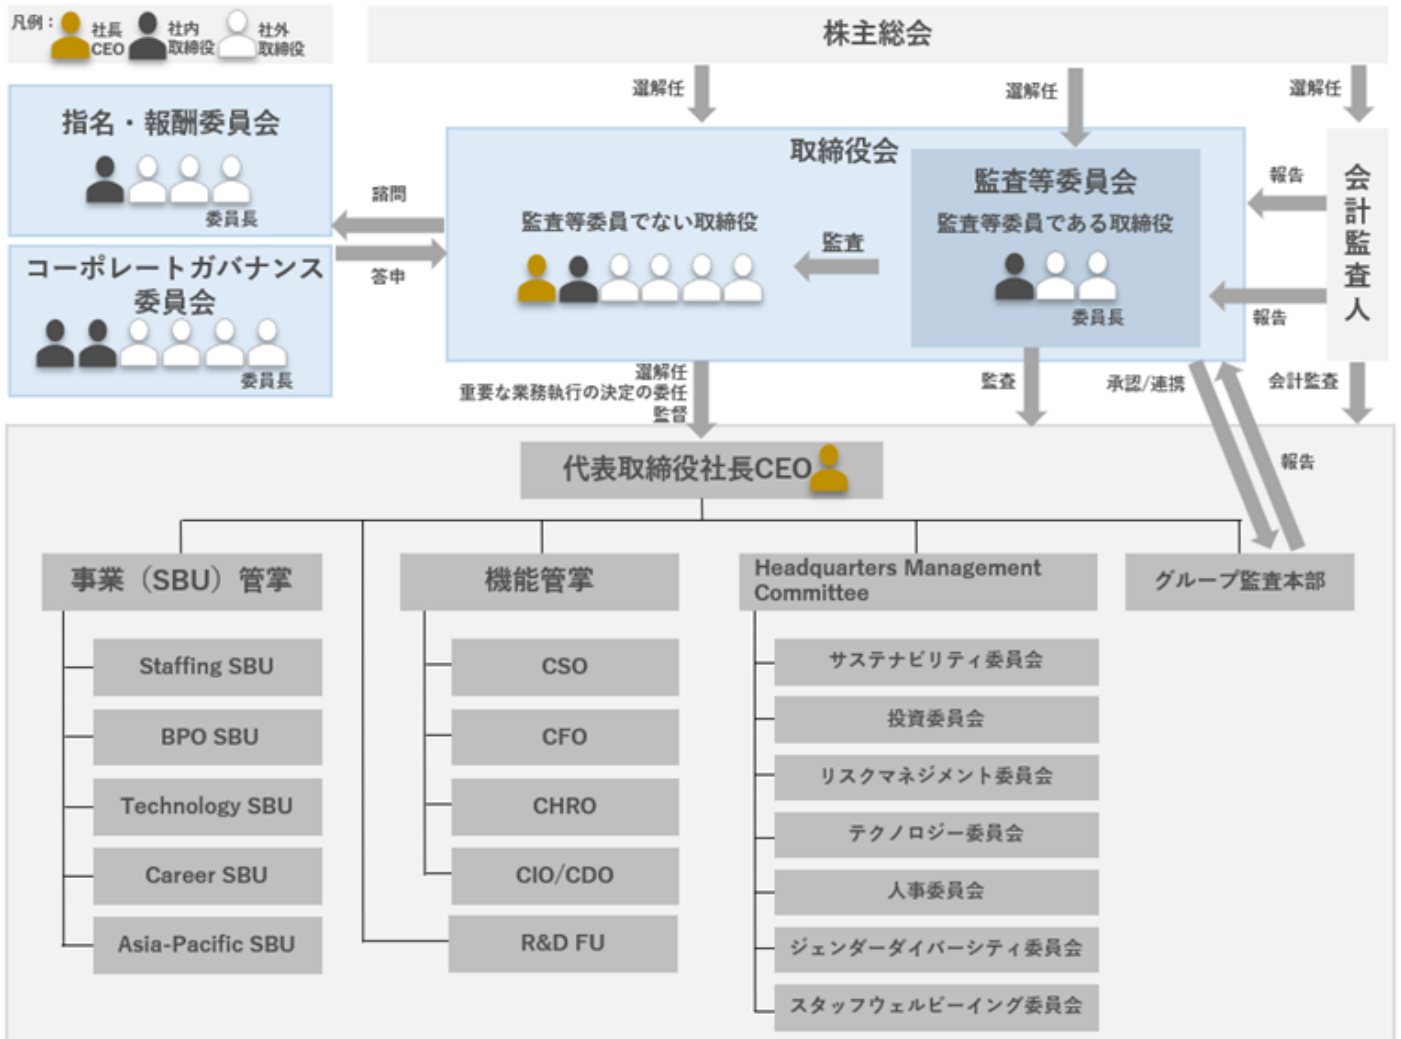 凡例：
社長
CEO
社内
取締役
社外
取締役
株主総会
選解任
選解任
選解任
指名・報酬委員会
委員長
コーポレートガバナンス
委員会
委員長
諮問
答申
取締役会
監査等委員でない取締役
監査
監査等委員会
監査等委員である取締役
委員長
会計監査人
報告
報告
選解任
重要な業務執行の決定の委任
監督
監査
承認/連携
会計監査
報告
代表取締役社長CEO
事業（SBU）管掌
Staffing SBU
BPO SBU
Technology SBU
Career SBU
Asia-Pacific SBU
機能管掌
CSO
CFO
CHRO
CIO/CDO
R&D FU
Headquarters Management
Committee
サステナビリティ委員会
投資委員会
リスクマネジメント委員会
テクノロジー委員会
人事委員会
ジェンダーダイバーシティ委員会
スタッフウェルビーイング委員会
グループ監査本部